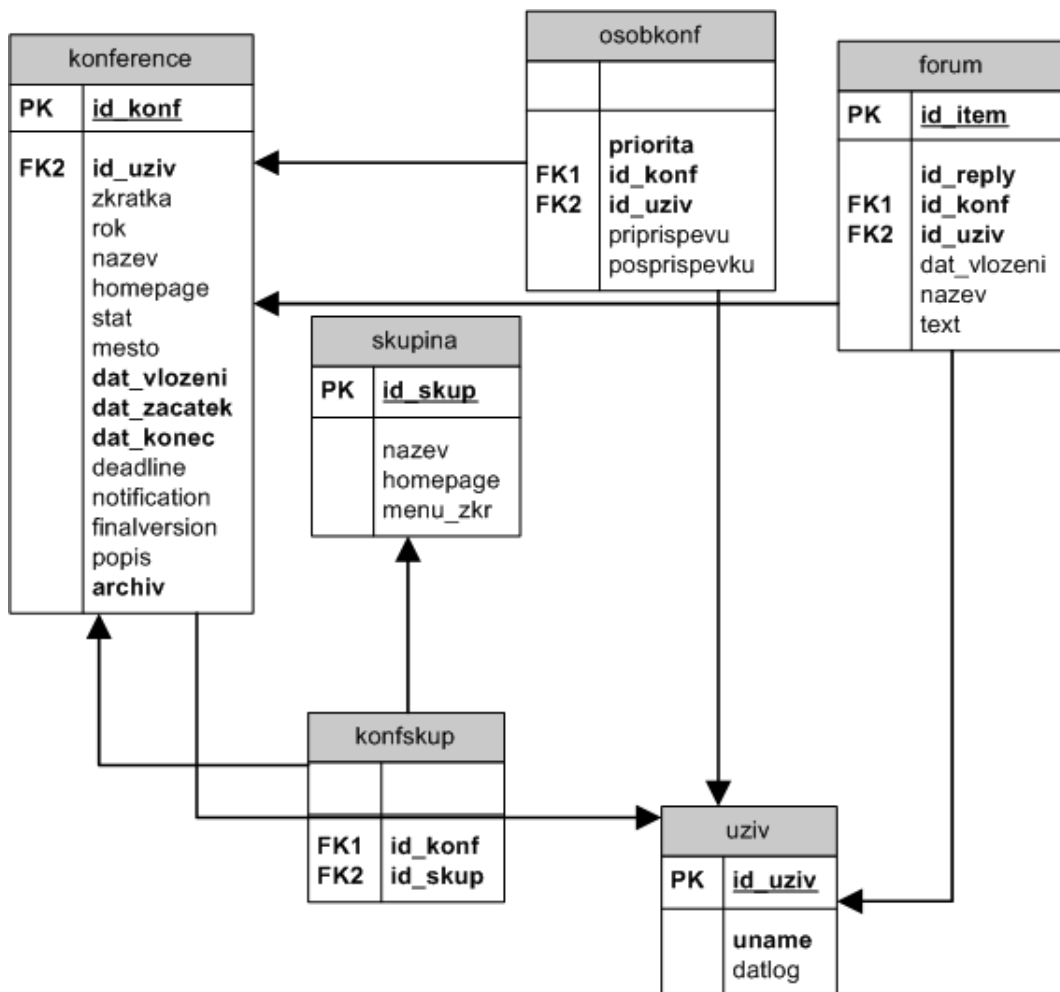 konference
PK id_konf
FK2 id_uziv
zkratka
rok
nazev
homepage
stat
mesto
dat_vlozeni
dat_zacatek
dat_konec
deadline
notification
finalversion
popis
archiv
osobkonf
priorita
FK1 id_konf
FK2 id_uziv
priprispevu
posprispevku
forum
PK id_item
id_reply
FK1 id_konf
FK2 id_uziv
dat_vlozeni
nazev
text
skupina
PK id_skup
nazev
homepage
menu_zkr
konfskup
FK1 id_konf
FK2 id_skup
uziv
PK id_uziv
uname
datlog